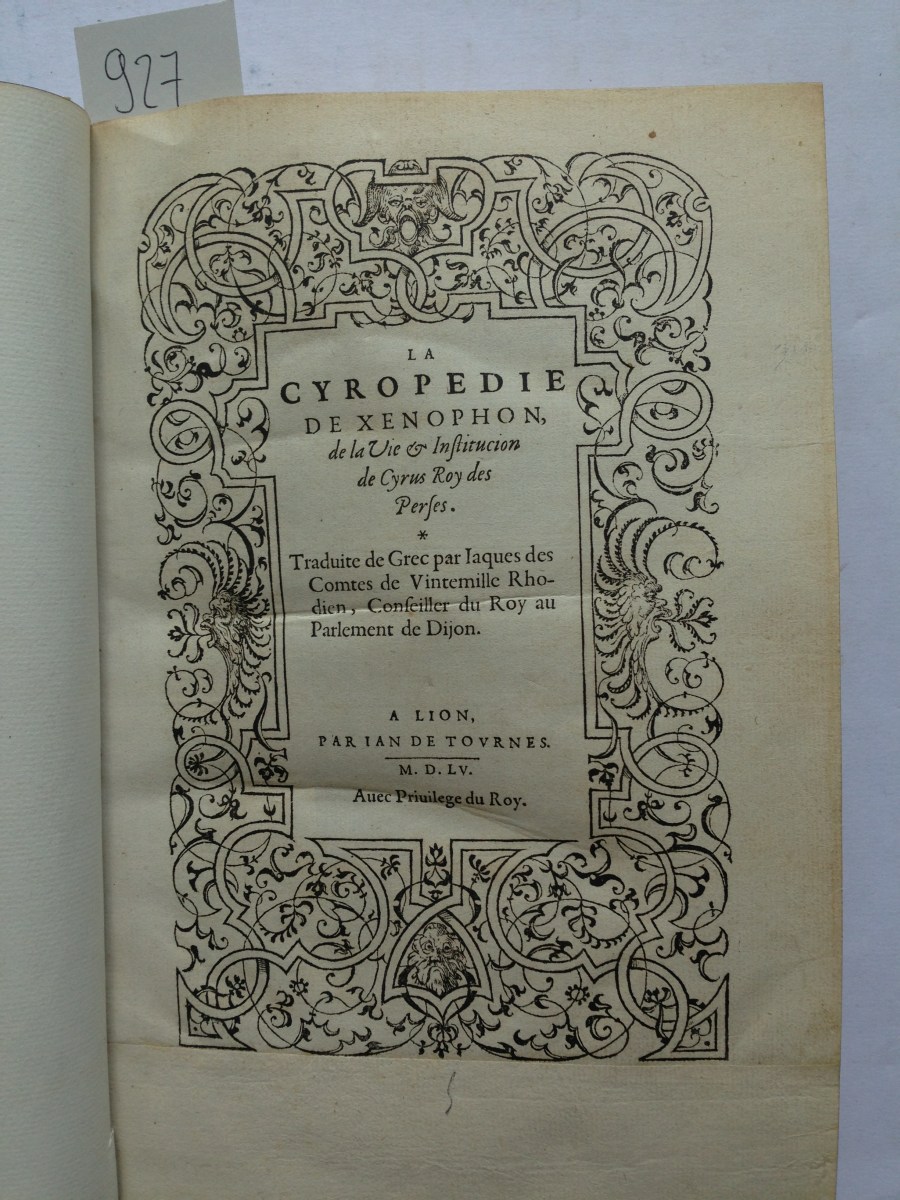 927
LA
CYROPEDIE
DE XENOPHON,
de la Vie & Inſtitucion
de Cyrus Roy des
Perſes.
*
Traduite de Grec par Iaques des
Comtes de Vintemille Rho-
dien, Conſeiller du Roy au
Parlement de Dijon.
A LION,
PAR IAN DE TOVRNES.
M. D. LV.
Auec Priuilege du Roy.